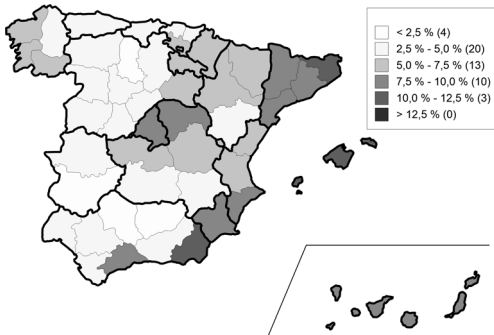 < 2,5 % (4)
2,5 % - 5,0 % (20)
5,0 % - 7,5 % (13)
7,5 % - 10,0 % (10)
10,0 % - 12,5 % (3)
> 12,5 % (0)